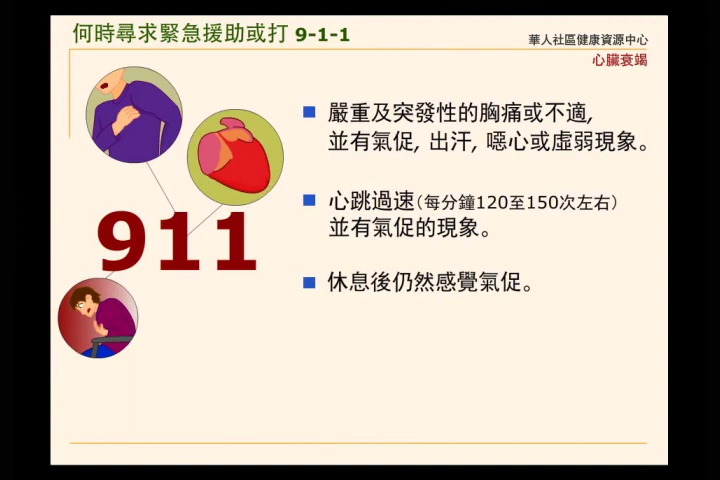 何時尋求緊急援助或打 9-1-1
華人社區健康資源中心
心臟衰竭
嚴重及突發性的胸痛或不適,
並有氣促, 出汗, 噁心或虛弱現象。
心跳過速(每分鐘120至150次左右)
並有氣促的現象。
休息後仍然感覺氣促。
911